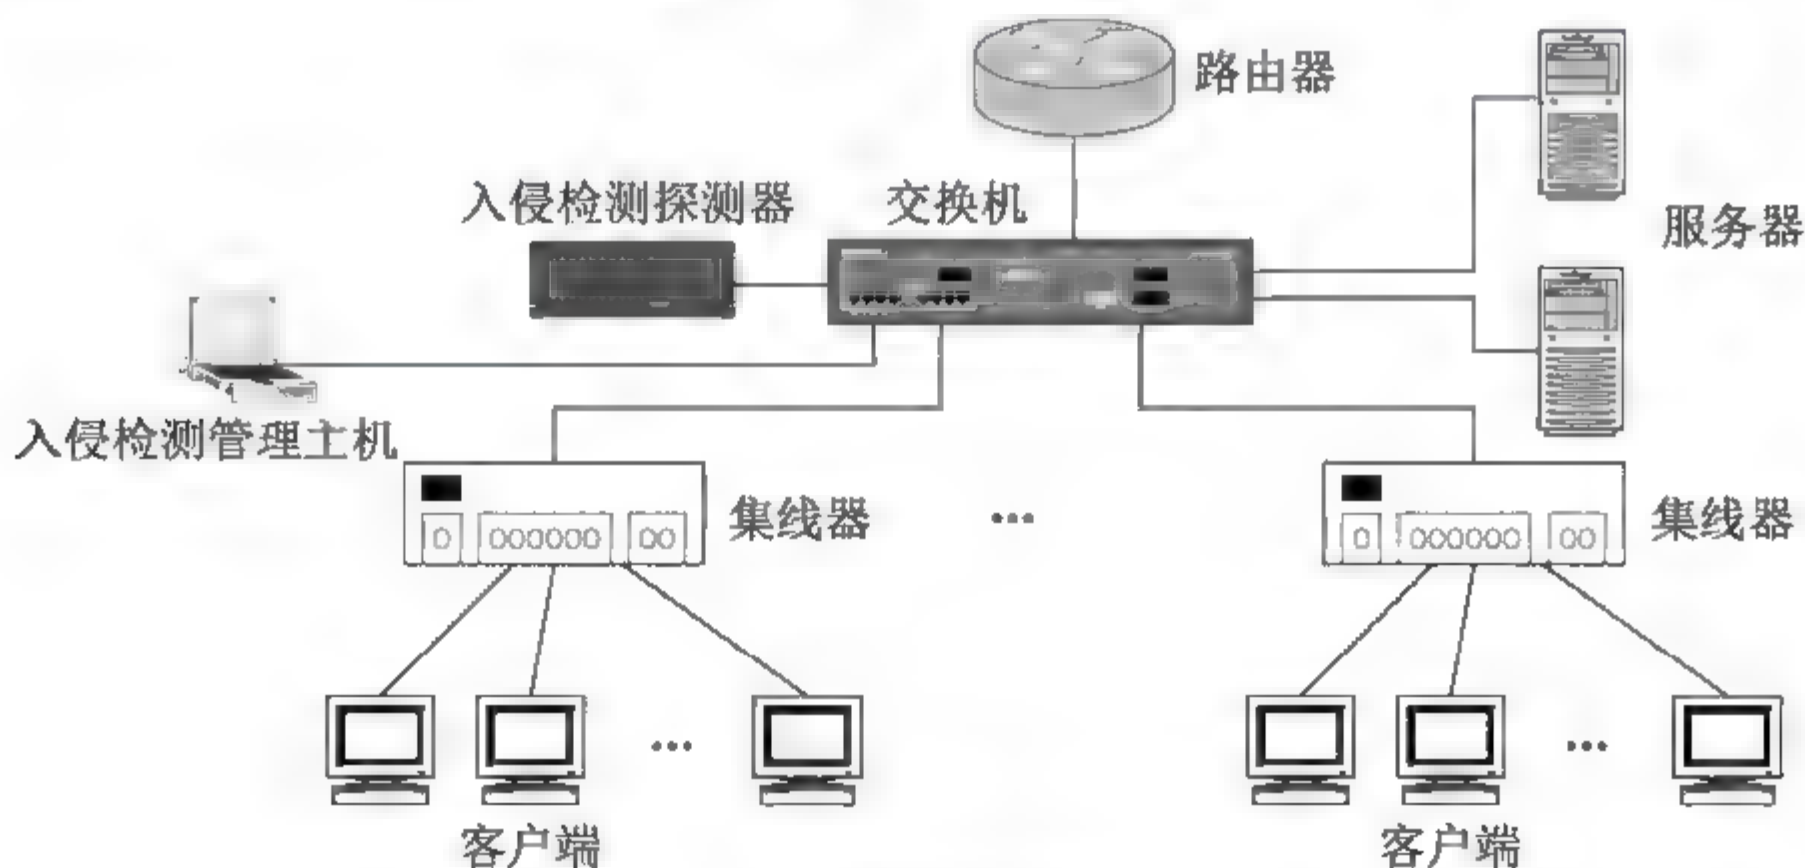 路由器
入侵检测探测器
交换机
服务器
入侵检测管理主机
集线器
...
集线器
...
...
客户端
客户端